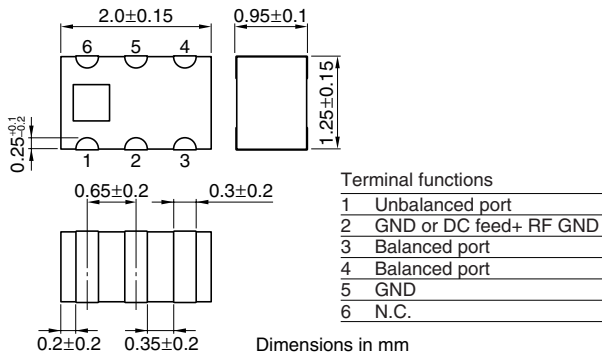 2.0±0.15
0.95±0.1
6 5 4
1.25±0.15
0.25+0.1 -0.2
1 2 3
0.65±0.2
0.3±0.2
0.2±0.2
0.35±0.2
Dimensions in mm
Terminal functions
1 Unbalanced port
2 GND or DC feed+ RF GND
3 Balanced port
4 Balanced port
5 GND
6 N.C.